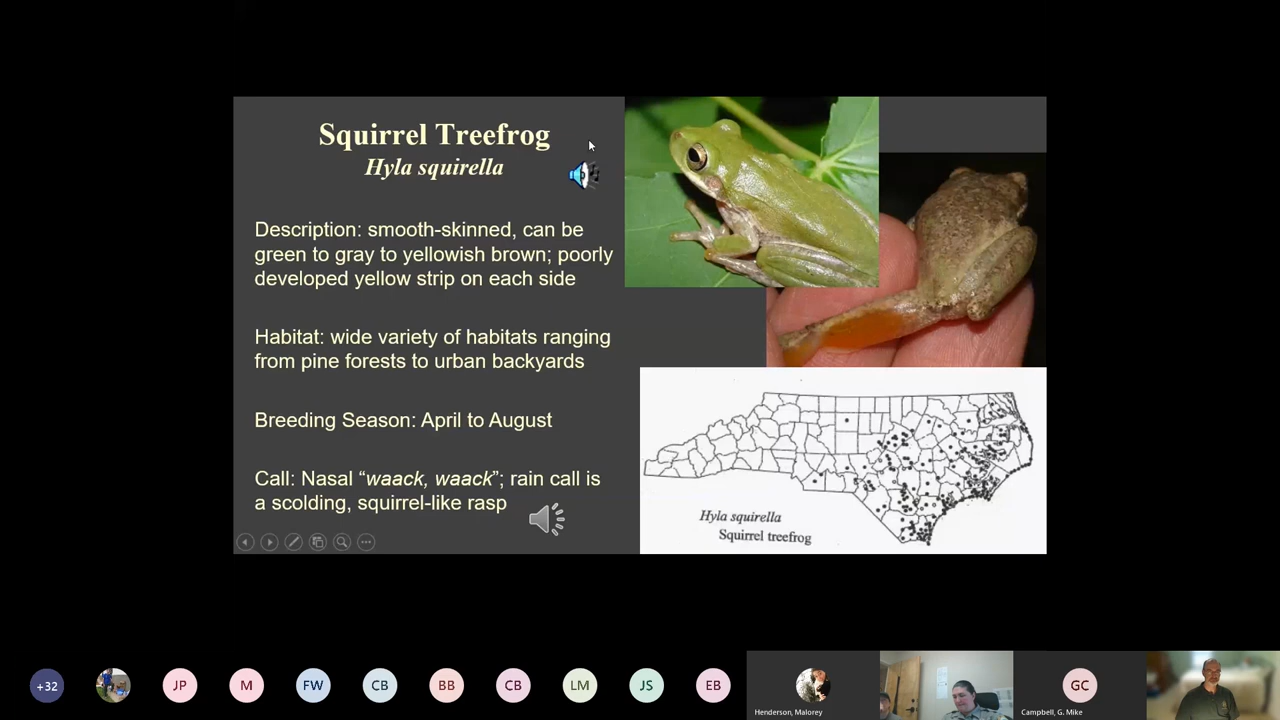 Squirrel Treefrog
Hyla squirella
Description: smooth-skinned, can be
green to gray to yellowish brown; poorly
developed yellow strip on each side
Habitat: wide variety of habitats ranging
from pine forests to urban backyards
Breeding Season: April to August
Call: Nasal “waack, waack”; rain call is
a scolding, squirrel-like rasp
Hyla squirella
Squirrel treefrog
+32
JP
M
FW
CB
BB
CB
LM
JS
EB
GC
Henderson, Malorey
Campbell, G. Mike